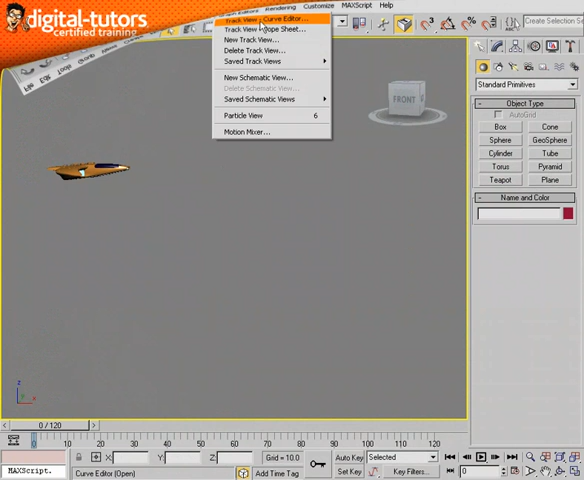 digital-tutors
certified training
Graph Editors Rendering Customize MAXScript Help
Track View - Curve Editor...
Track View - Dope Sheet...
New Track View...
Delete Track View...
Saved Track Views
New Schematic View...
Delete Schematic View...
Saved Schematic Views
Particle View 6
Motion Mixer...
Create Selection Se
FRONT
Standard Primitives
- Object Type
AutoGrid
Box Cone
Sphere GeoSphere
Cylinder Tube
Torus Pyramid
Teapot Plane
- Name and Color
z
x
0 / 120
0 10 20 30 40 50 60 70 80 90 100 110 120
X: Y: Z: Grid = 10.0
Auto Key Selected
MAXScript. Curve Editor (Open) Add Time Tag Set Key Key Filters... 0